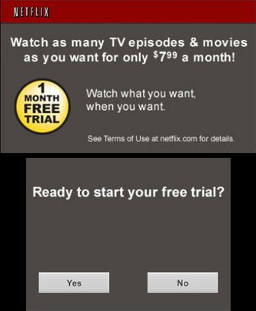 NETFLIX
Watch as many TV episodes & movies
as you want for only $7⁹⁹ a month!
1
MONTH
FREE
TRIAL
Watch what you want,
when you want.
See Terms of Use at netflix.com for details.
Ready to start your free trial?
Yes
No